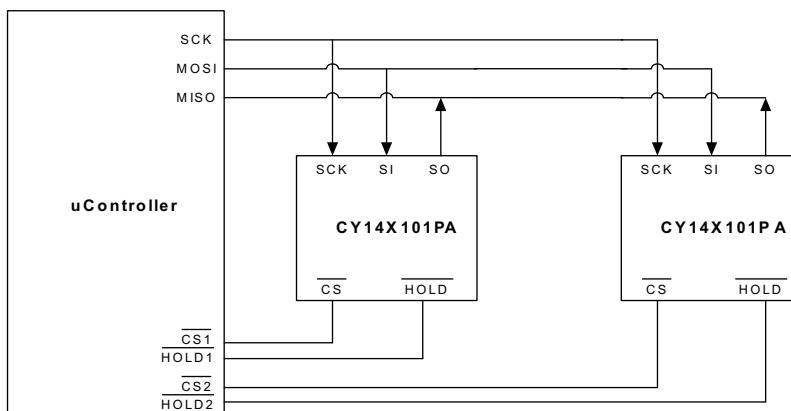 SCK
MOSI
MISO
SCK SI SO
SCK SI SO
uController
CY14X101PA
CY14X101PA
CS HOLD
CS HOLD
CS1
HOLD1
CS2
HOLD2